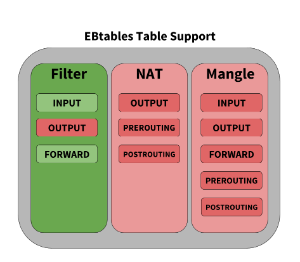 EBtables Table Support
Filter
INPUT
OUTPUT
FORWARD
NAT
OUTPUT
PREROUTING
POSTROUTING
Mangle
INPUT
OUTPUT
FORWARD
PREROUTING
POSTROUTING